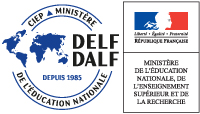 CIEP ★ MINISTÈRE
DELF
DALF
DEPUIS 1985
DE L'ÉDUCATION NATIONALE
Liberté • Égalité • Fraternité
RÉPUBLIQUE FRANÇAISE
MINISTÈRE
DE L'ÉDUCATION
NATIONALE, DE
L'ENSEIGNEMENT
SUPÉRIEUR ET DE
LA RECHERCHE